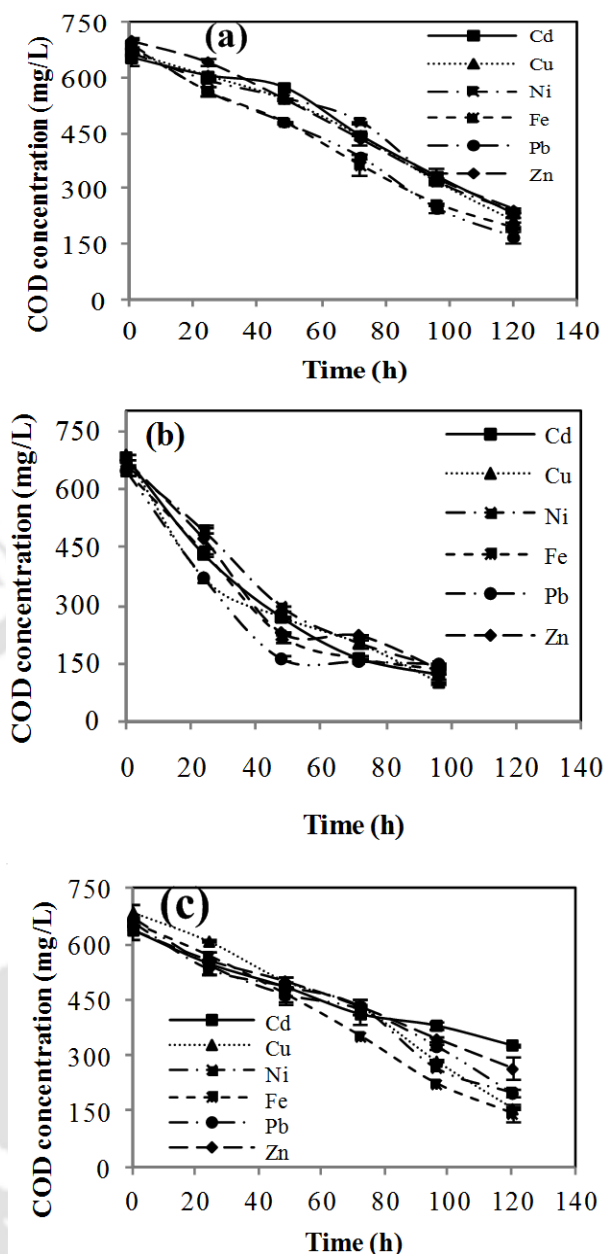 (a)
COD concentration (mg/L)
750
600
450
300
150
0
0 20 40 60 80 100 120 140
Time (h)
Cd
Cu
Ni
Fe
Pb
Zn
(b)
COD concentration (mg/L)
750
600
450
300
150
0
0 20 40 60 80 100 120 140
Time (h)
Cd
Cu
Ni
Fe
Pb
Zn
(c)
COD concentration (mg/L)
750
600
450
300
150
0
0 20 40 60 80 100 120 140
Time (h)
Cd
Cu
Ni
Fe
Pb
Zn